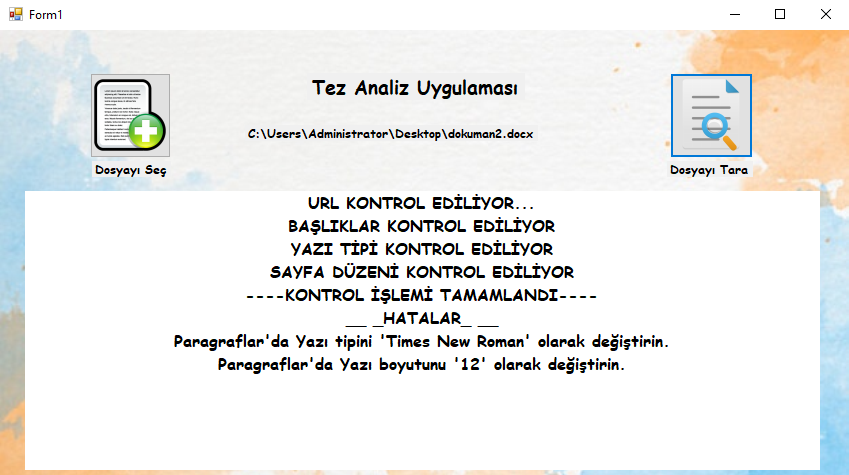 Form1
Tez Analiz Uygulaması
C:\Users\Administrator\Desktop\dokuman2.docx
Dosyayı Seç
Dosyayı Tara
URL KONTROL EDİLİYOR...
BAŞLIKLAR KONTROL EDİLİYOR
YAZI TİPİ KONTROL EDİLİYOR
SAYFA DÜZENİ KONTROL EDİLİYOR
----KONTROL İŞLEMİ TAMAMLANDI----
__ _HATALAR_ __
Paragraflar'da Yazı tipini 'Times New Roman' olarak değiştirin.
Paragraflar'da Yazı boyutunu '12' olarak değiştirin.